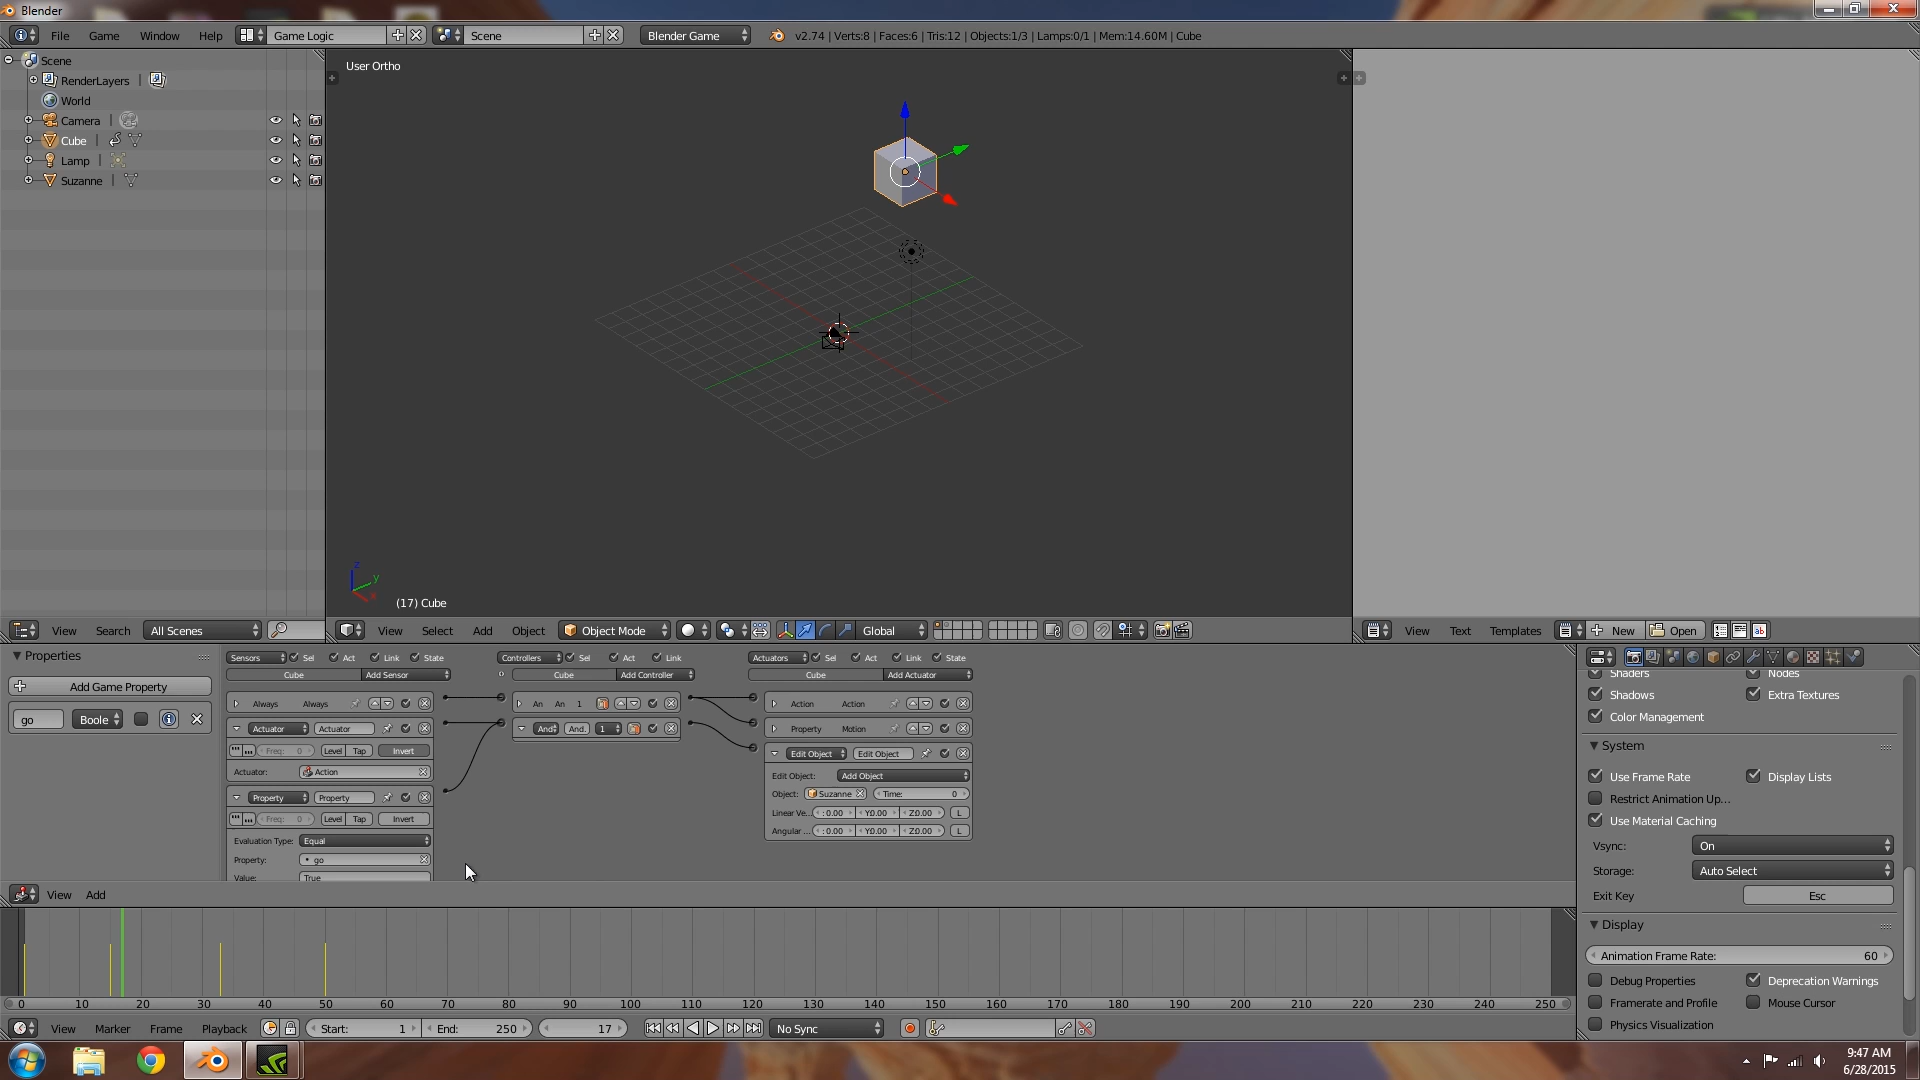 Blender
File Game Window Help Game Logic Scene Blender Game v2.74 | Verts:8 | Faces:6 | Tris:12 | Objects:1/3 | Lamps:0/1 | Mem:14.60M | Cube
Scene
RenderLayers
World
Camera
Cube
Lamp
Suzanne
User Ortho
z
y
x
(17) Cube
View Search All Scenes
View Select Add Object Object Mode Global
View Text Templates New Open
Properties
Add Game Property
go Boole
Sensors Sel Act Link State
Cube Add Sensor
Always Always
Actuator Actuator
Freq: 0 Level Tap Invert
Actuator: Action
Property Property
Freq: 0 Level Tap Invert
Evaluation Type: Equal
Property: go
Value: True
Controllers Sel Act Link
Cube Add Controller
An An 1
And And. 1
Actuators Sel Act Link State
Cube Add Actuator
Action Action
Property Motion
Edit Object Edit Object
Edit Object: Add Object
Object: Suzanne Time: 0
Linear Ve... : 0.00 Y0.00 Z0.00 L
Angular ... : 0.00 Y0.00 Z0.00 L
Shaders Nodes
Shadows Extra Textures
Color Management
System
Use Frame Rate Display Lists
Restrict Animation Up...
Use Material Caching
Vsync: On
Storage: Auto Select
Exit Key Esc
Display
Animation Frame Rate: 60
Debug Properties Deprecation Warnings
Framerate and Profile Mouse Cursor
Physics Visualization
View Add
0 10 20 30 40 50 60 70 80 90 100 110 120 130 140 150 160 170 180 190 200 210 220 230 240 250
View Marker Frame Playback Start: 1 End: 250 17 No Sync
9:47 AM
6/28/2015